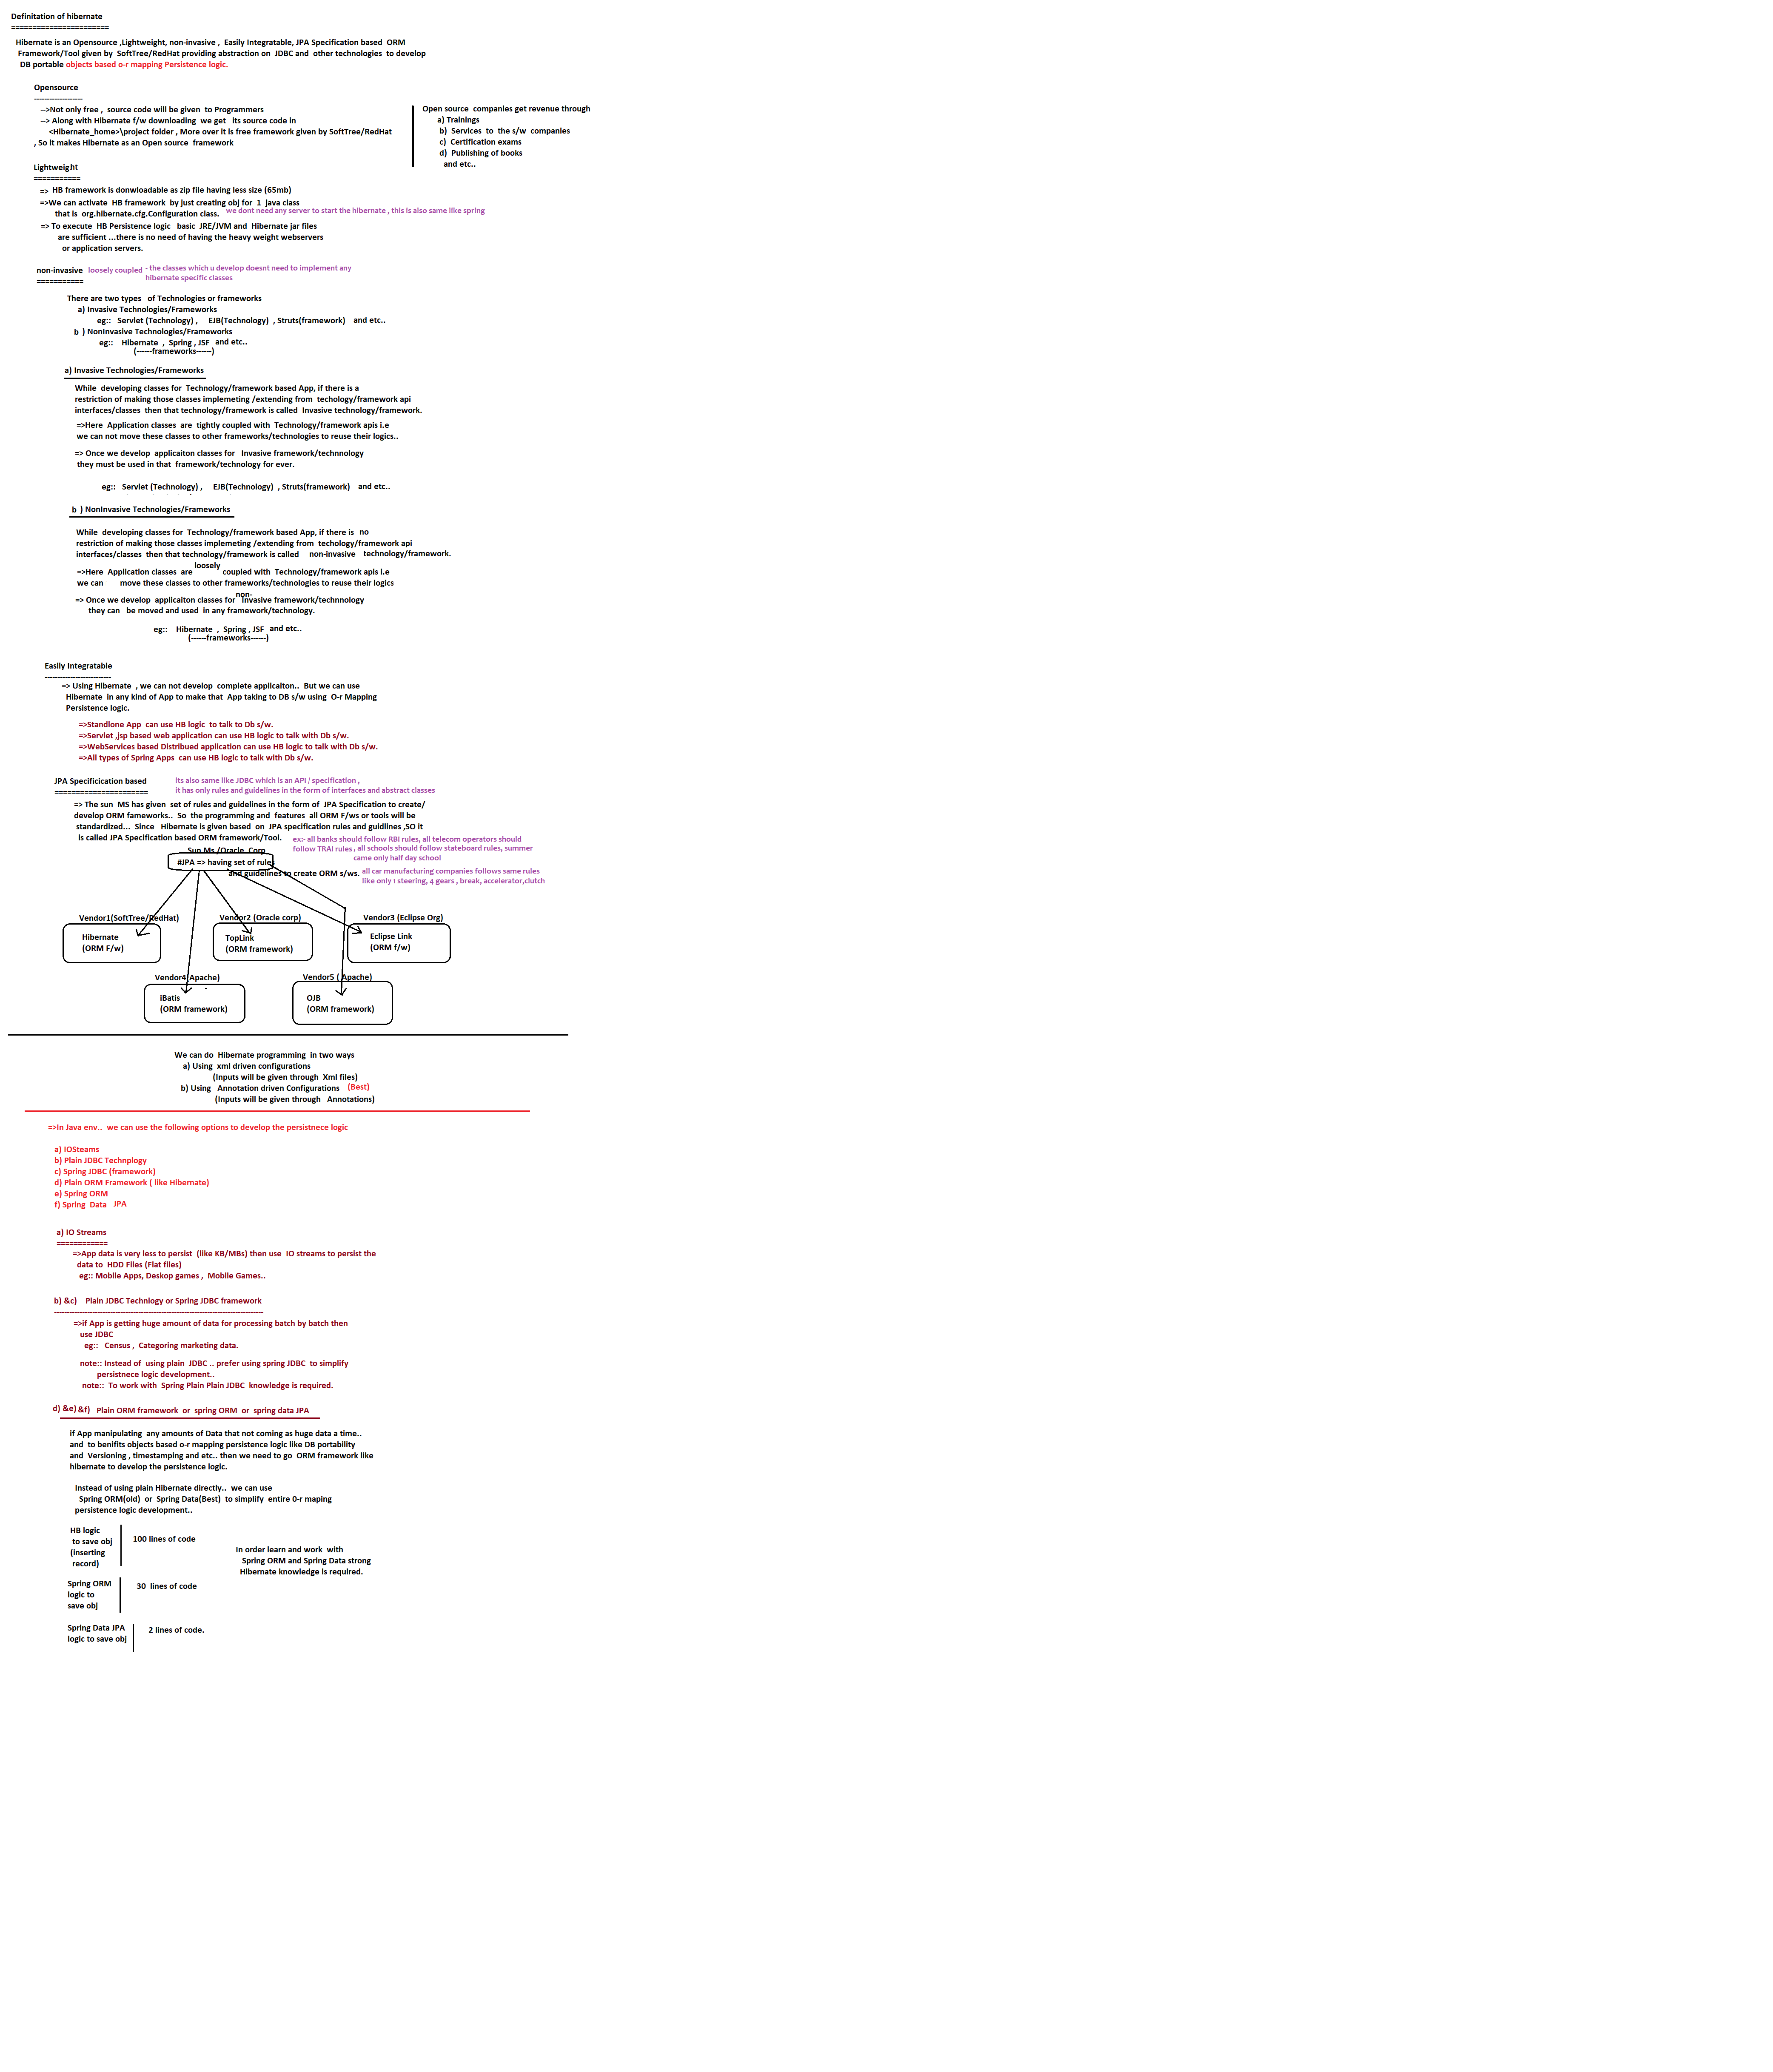 Definitation of hibernate
=======================
Hibernate is an Opensource ,Lightweight, non-invasive , Easily Integratable, JPA Specification based ORM
Framework/Tool given by SoftTree/RedHat providing abstraction on JDBC and other technologies to develop
DB portable objects based o-r mapping Persistence logic.
Opensource
-------------------
-->Not only free , source code will be given to Programmers
--> Along with Hibernate f/w downloading we get its source code in
<Hibernate_home>\project folder , More over it is free framework given by SoftTree/RedHat
, So it makes Hibernate as an Open source framework
Open source companies get revenue through
a) Trainings
b) Services to the s/w companies
c) Certification exams
d) Publishing of books
and etc..
Lightweight
===========
=> HB framework is donwloadable as zip file having less size (65mb)
=>We can activate HB framework by just creating obj for 1 java class
that is org.hibernate.cfg.Configuration class. we dont need any server to start the hibernate , this is also same like spring
=> To execute HB Persistence logic basic JRE/JVM and Hibernate jar files
are sufficient ...there is no need of having the heavy weight webservers
or application servers.
non-invasive loosely coupled - the classes which u develop doesnt need to implement any
hibernate specific classes
===========
There are two types of Technologies or frameworks
a) Invasive Technologies/Frameworks
eg:: Servlet (Technology) , EJB(Technology) , Struts(framework) and etc..
b ) NonInvasive Technologies/Frameworks
eg:: Hibernate , Spring , JSF and etc..
(------frameworks------)
a) Invasive Technologies/Frameworks
While developing classes for Technology/framework based App, if there is a
restriction of making those classes implemeting /extending from techology/framework api
interfaces/classes then that technology/framework is called Invasive technology/framework.
=>Here Application classes are tightly coupled with Technology/framework apis i.e
we can not move these classes to other frameworks/technologies to reuse their logics..
=> Once we develop applicaiton classes for Invasive framework/technnology
they must be used in that framework/technology for ever.
eg:: Servlet (Technology) , EJB(Technology) , Struts(framework) and etc..
b ) NonInvasive Technologies/Frameworks
While developing classes for Technology/framework based App, if there is no
restriction of making those classes implemeting /extending from techology/framework api
interfaces/classes then that technology/framework is called non-invasive technology/framework.
loosely
=>Here Application classes are coupled with Technology/framework apis i.e
we can move these classes to other frameworks/technologies to reuse their logics
non-
=> Once we develop applicaiton classes for Invasive framework/technnology
they can be moved and used in any framework/technology.
eg:: Hibernate , Spring , JSF and etc..
(------frameworks------)
Easily Integratable
--------------------------
=> Using Hibernate , we can not develop complete applicaiton.. But we can use
Hibernate in any kind of App to make that App taking to DB s/w using O-r Mapping
Persistence logic.
=>Standlone App can use HB logic to talk to Db s/w.
=>Servlet ,jsp based web application can use HB logic to talk with Db s/w.
=>WebServices based Distribued application can use HB logic to talk with Db s/w.
=>All types of Spring Apps can use HB logic to talk with Db s/w.
JPA Specificication based its also same like JDBC which is an API / specification ,
====================== it has only rules and guidelines in the form of interfaces and abstract classes
=> The sun MS has given set of rules and guidelines in the form of JPA Specification to create/
develop ORM fameworks.. So the programming and features all ORM F/ws or tools will be
standardized... Since Hibernate is given based on JPA specification rules and guidlines ,SO it
is called JPA Specification based ORM framework/Tool. ex:- all banks should follow RBI rules, all telecom operators should
follow TRAI rules , all schools should follow stateboard rules, summer
came only half day school
Sun Ms /Oracle Corp
#JPA => having set of rules
and guidelines to create ORM s/ws. all car manufacturing companies follows same rules
like only 1 steering, 4 gears , break, accelerator,clutch
Vendor1(SoftTree/RedHat) Vendor2 (Oracle corp) Vendor3 (Eclipse Org)
Hibernate
(ORM F/w)
TopLink
(ORM framework)
Eclipse Link
(ORM f/w)
Vendor4(Apache) Vendor5 ( Apache)
iBatis
(ORM framework)
OJB
(ORM framework)
We can do Hibernate programming in two ways
a) Using xml driven configurations
(Inputs will be given through Xml files)
b) Using Annotation driven Configurations (Best)
(Inputs will be given through Annotations)
=>In Java env.. we can use the following options to develop the persistnece logic
a) IOSteams
b) Plain JDBC Technplogy
c) Spring JDBC (framework)
d) Plain ORM Framework ( like Hibernate)
e) Spring ORM
f) Spring Data JPA
a) IO Streams
============
=>App data is very less to persist (like KB/MBs) then use IO streams to persist the
data to HDD Files (Flat files)
eg:: Mobile Apps, Deskop games , Mobile Games..
b) &c) Plain JDBC Technlogy or Spring JDBC framework
----------------------------------------------------------------------------------
=>if App is getting huge amount of data for processing batch by batch then
use JDBC
eg:: Census , Categoring marketing data.
note:: Instead of using plain JDBC .. prefer using spring JDBC to simplify
persistnece logic development..
note:: To work with Spring Plain Plain JDBC knowledge is required.
d) &e) &f) Plain ORM framework or spring ORM or spring data JPA
if App manipulating any amounts of Data that not coming as huge data a time..
and to benifits objects based o-r mapping persistence logic like DB portability
and Versioning , timestamping and etc.. then we need to go ORM framework like
hibernate to develop the persistence logic.
Instead of using plain Hibernate directly.. we can use
Spring ORM(old) or Spring Data(Best) to simplify entire 0-r maping
persistence logic development..
HB logic
to save obj
(inserting
record)
100 lines of code
In order learn and work with
Spring ORM and Spring Data strong
Hibernate knowledge is required.
Spring ORM
logic to
save obj
30 lines of code
Spring Data JPA
logic to save obj
2 lines of code.